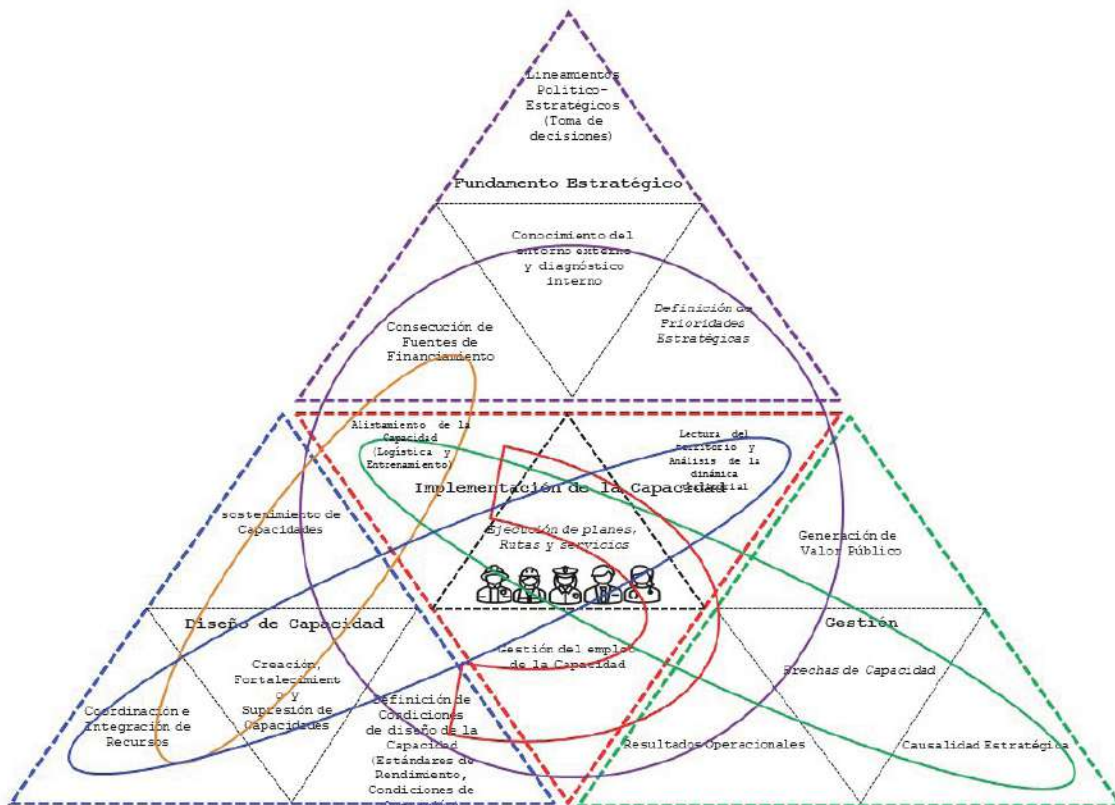 Lineamientos
Político-
Estratégicos
(Toma de
decisiones)
Fundamento Estratégico
Conocimiento del
entorno externo
y diagnóstico
interno
Definición de
Prioridades
Estratégicas
Consecución de
Fuentes de
Financiamiento
Alistamiento de la
Capacidad
(Logística y
Entrenamiento)
Lectura del
territorio y
Análisis de la
dinámica
Implementación de la Capacidad
sostenimiento de
Capacidades
Ejecución de planes,
Rutas y servicios
Generación de
Valor Público
Diseño de Capacidad
Gestión
Gestión del empleo
de la Capacidad
Creación,
Fortalecimient
o y
Supresión de
Capacidades
Brechas de Capacidad
Coordinación e
Integración de
Recursos
Definición de
Condiciones
de diseño de la
Capacidad
(Estándares de
Rendimiento,
Condiciones de
Resultados Operacionales
Causalidad Estratégica